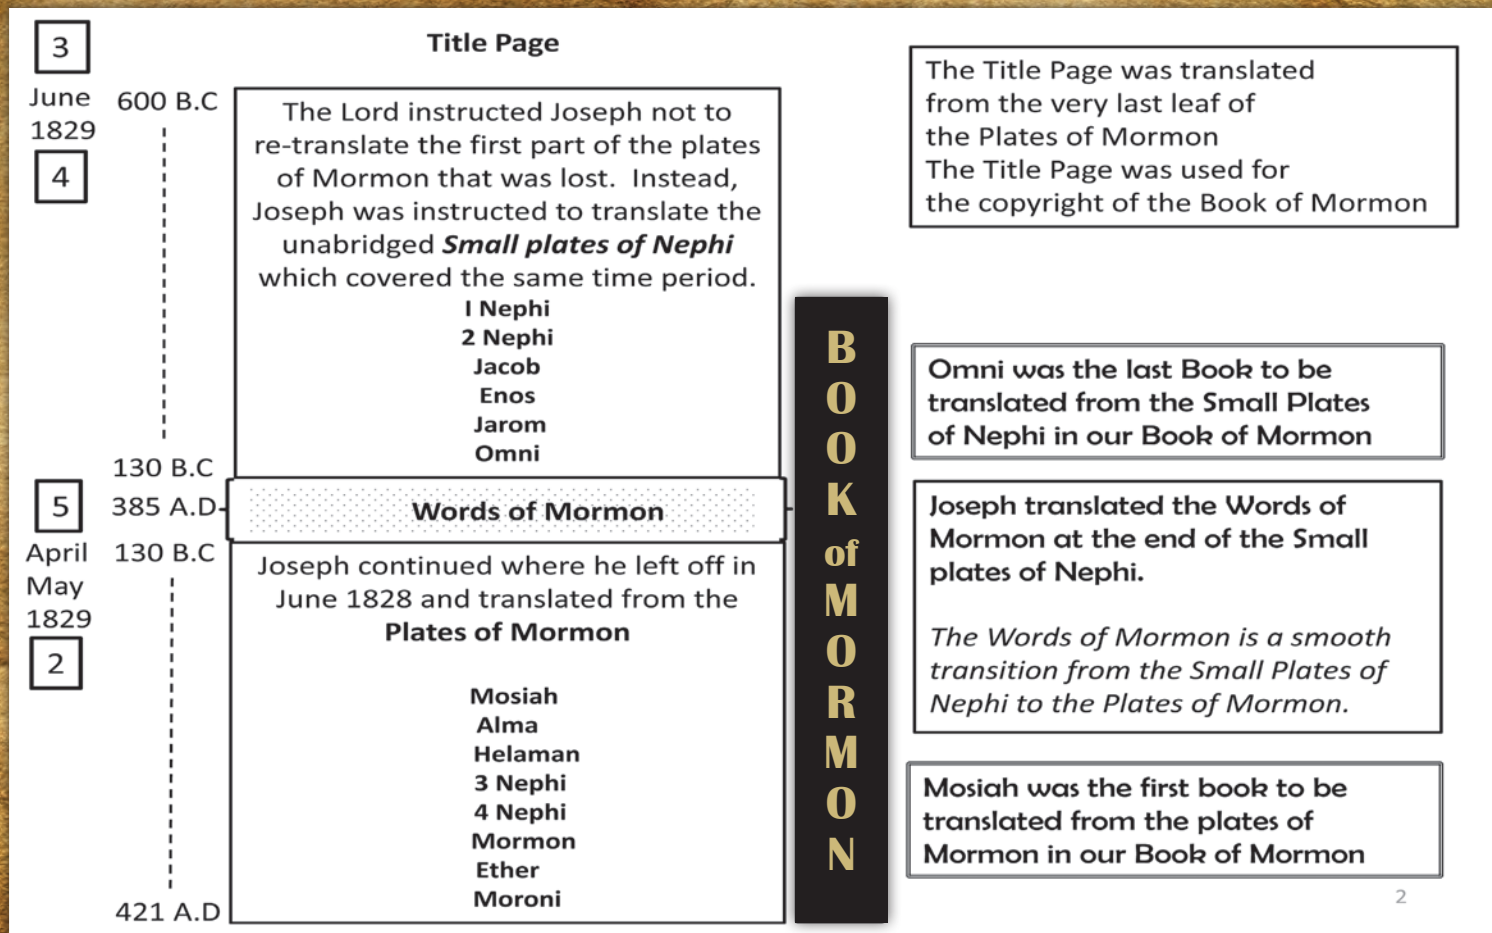 3
June
1829
4
600 B.C
130 B.C
5
385 A.D
April
May
1829
130 B.C
2
421 A.D
Title Page
The Lord instructed Joseph not to
re-translate the first part of the plates
of Mormon that was lost.  Instead,
Joseph was instructed to translate the
unabridged Small plates of Nephi
which covered the same time period.
I Nephi
2 Nephi
Jacob
Enos
Jarom
Omni
Words of Mormon
Joseph continued where he left off in
June 1828 and translated from the
Plates of Mormon
Mosiah
Alma
Helaman
3 Nephi
4 Nephi
Mormon
Ether
Moroni
B
O
O
K
of
M
O
R
M
O
N
The Title Page was translated
from the very last leaf of
the Plates of Mormon
The Title Page was used for
the copyright of the Book of Mormon
Omni was the last Book to be
translated from the Small Plates
of Nephi in our Book of Mormon
Joseph translated the Words of
Mormon at the end of the Small
plates of Nephi.
The Words of Mormon is a smooth
transition from the Small Plates of
Nephi to the Plates of Mormon.
Mosiah was the first book to be
translated from the plates of
Mormon in our Book of Mormon
2